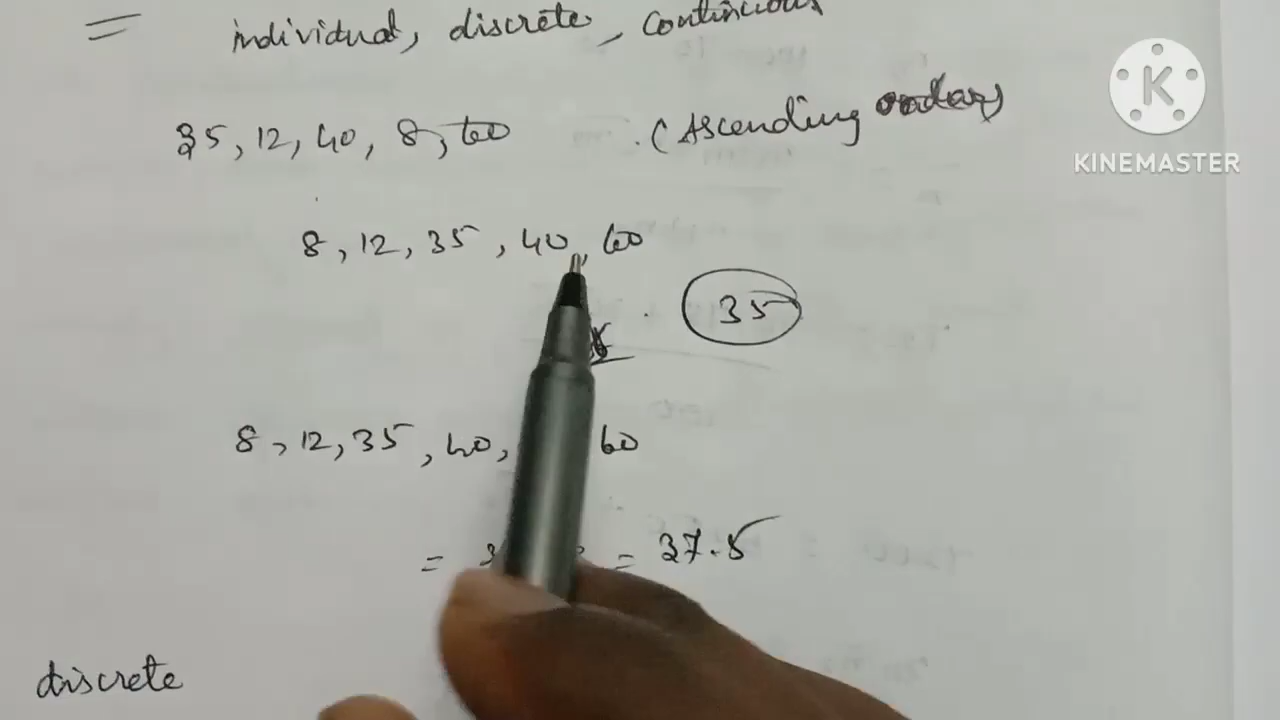 individual, discrete, continuous
35, 12, 40, 8, 60 (Ascending order)
KINEMASTER
8, 12, 35, 40, 60
35
8, 12, 35, 40, 60
= = 37.5
discrete